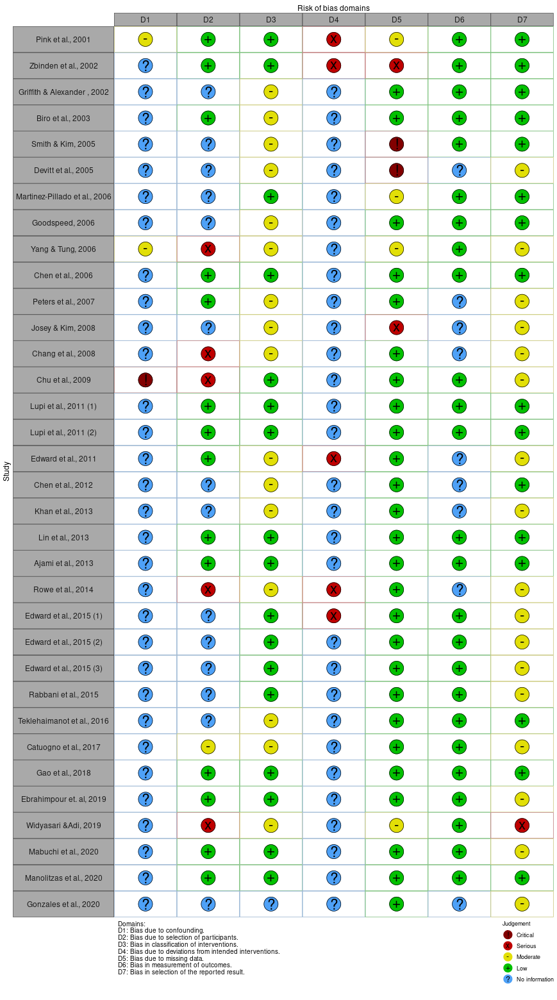 Risk of bias domains
D1 D2 D3 D4 D5 D6 D7
Study
Pink et al., 2001 - + + X - + +
Zbinden et al., 2002 ? + + X X + +
Griffith & Alexander , 2002 ? ? - ? + + +
Biro et al., 2003 ? + - ? + + +
Smith & Kim, 2005 ? ? - ? ! + +
Devitt et al., 2005 ? ? - ? ! ? -
Martinez-Pillado et al., 2006 ? ? + ? - + +
Goodspeed, 2006 ? ? - ? + + +
Yang & Tung, 2006 - X - ? - + -
Chen et al., 2006 ? + + ? + + +
Peters et al., 2007 ? + - ? + ? -
Josey & Kim, 2008 ? ? - ? X ? -
Chang et al., 2008 ? X - ? + ? -
Chu et al., 2009 ! X + ? + + -
Lupi et al., 2011 (1) ? + + ? + + +
Lupi et al., 2011 (2) ? + + ? + + +
Edward et al., 2011 ? + - X + ? -
Chen et al., 2012 ? ? - ? + ? +
Khan et al., 2013 ? ? - ? + ? -
Lin et al., 2013 ? + + ? + + +
Ajami et al., 2013 ? + + ? + + +
Rowe et al., 2014 ? X - X + ? -
Edward et al., 2015 (1) ? ? + X + + -
Edward et al., 2015 (2) ? ? + ? + + -
Edward et al., 2015 (3) ? ? + ? + + -
Rabbani et al., 2015 ? ? + ? + + -
Teklehaimanot et al., 2016 ? ? - ? + + +
Catuogno et al., 2017 ? - - ? + + -
Gao et al., 2018 ? + + ? + + +
Ebrahimpour et. al, 2019 ? + + ? + + -
Widyasari &Adi, 2019 ? X - ? - + X
Mabuchi et al., 2020 ? + + ? + + -
Manolitzas et al., 2020 ? + + ? + + +
Gonzales et al., 2020 ? ? ? ? + ? -
Domains:
D1: Bias due to confounding.
D2: Bias due to selection of participants.
D3: Bias in classification of interventions.
D4: Bias due to deviations from intended interventions.
D5: Bias due to missing data.
D6: Bias in measurement of outcomes.
D7: Bias in selection of the reported result.
Judgement
! Critical
X Serious
- Moderate
+ Low
? No information